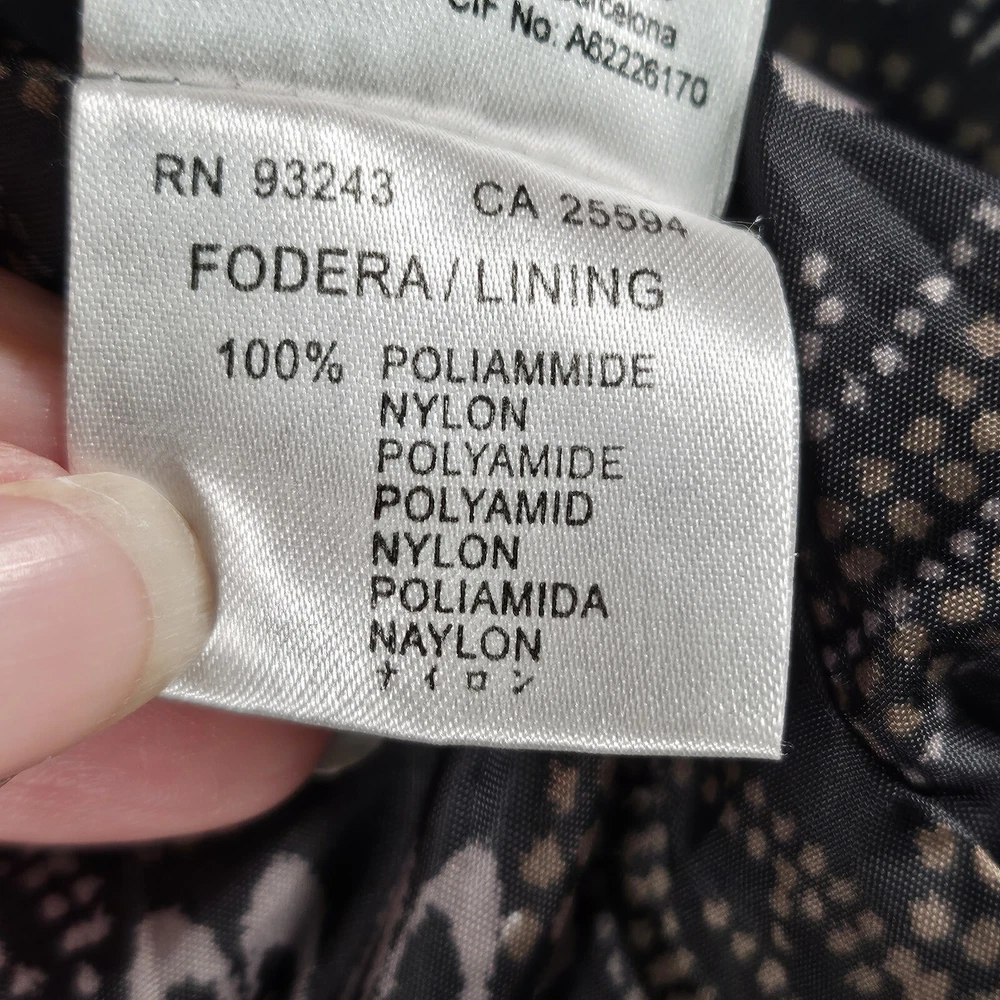 Barcelona
CIF No: A62226170
RN 93243 CA 25594
FODERA / LINING
100% POLIAMMIDE
NYLON
POLYAMIDE
POLYAMID
NYLON
POLIAMIDA
NAYLON
ナイロン